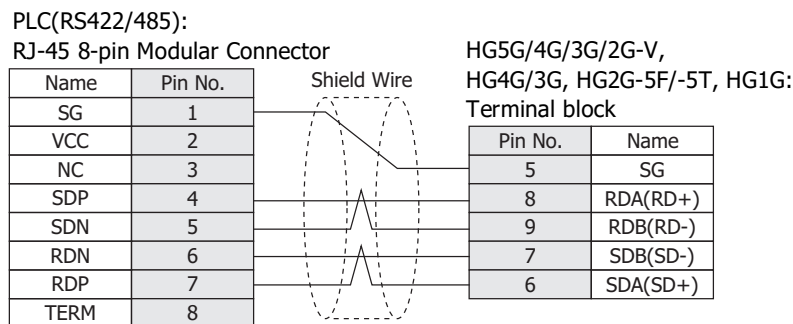 PLC(RS422/485):
RJ-45 8-pin Modular Connector
Name Pin No.
SG 1
VCC 2
NC 3
SDP 4
SDN 5
RDN 6
RDP 7
TERM 8
Shield Wire
HG5G/4G/3G/2G-V,
HG4G/3G, HG2G-5F/-5T, HG1G:
Terminal block
Pin No. Name
5 SG
8 RDA(RD+)
9 RDB(RD-)
7 SDB(SD-)
6 SDA(SD+)